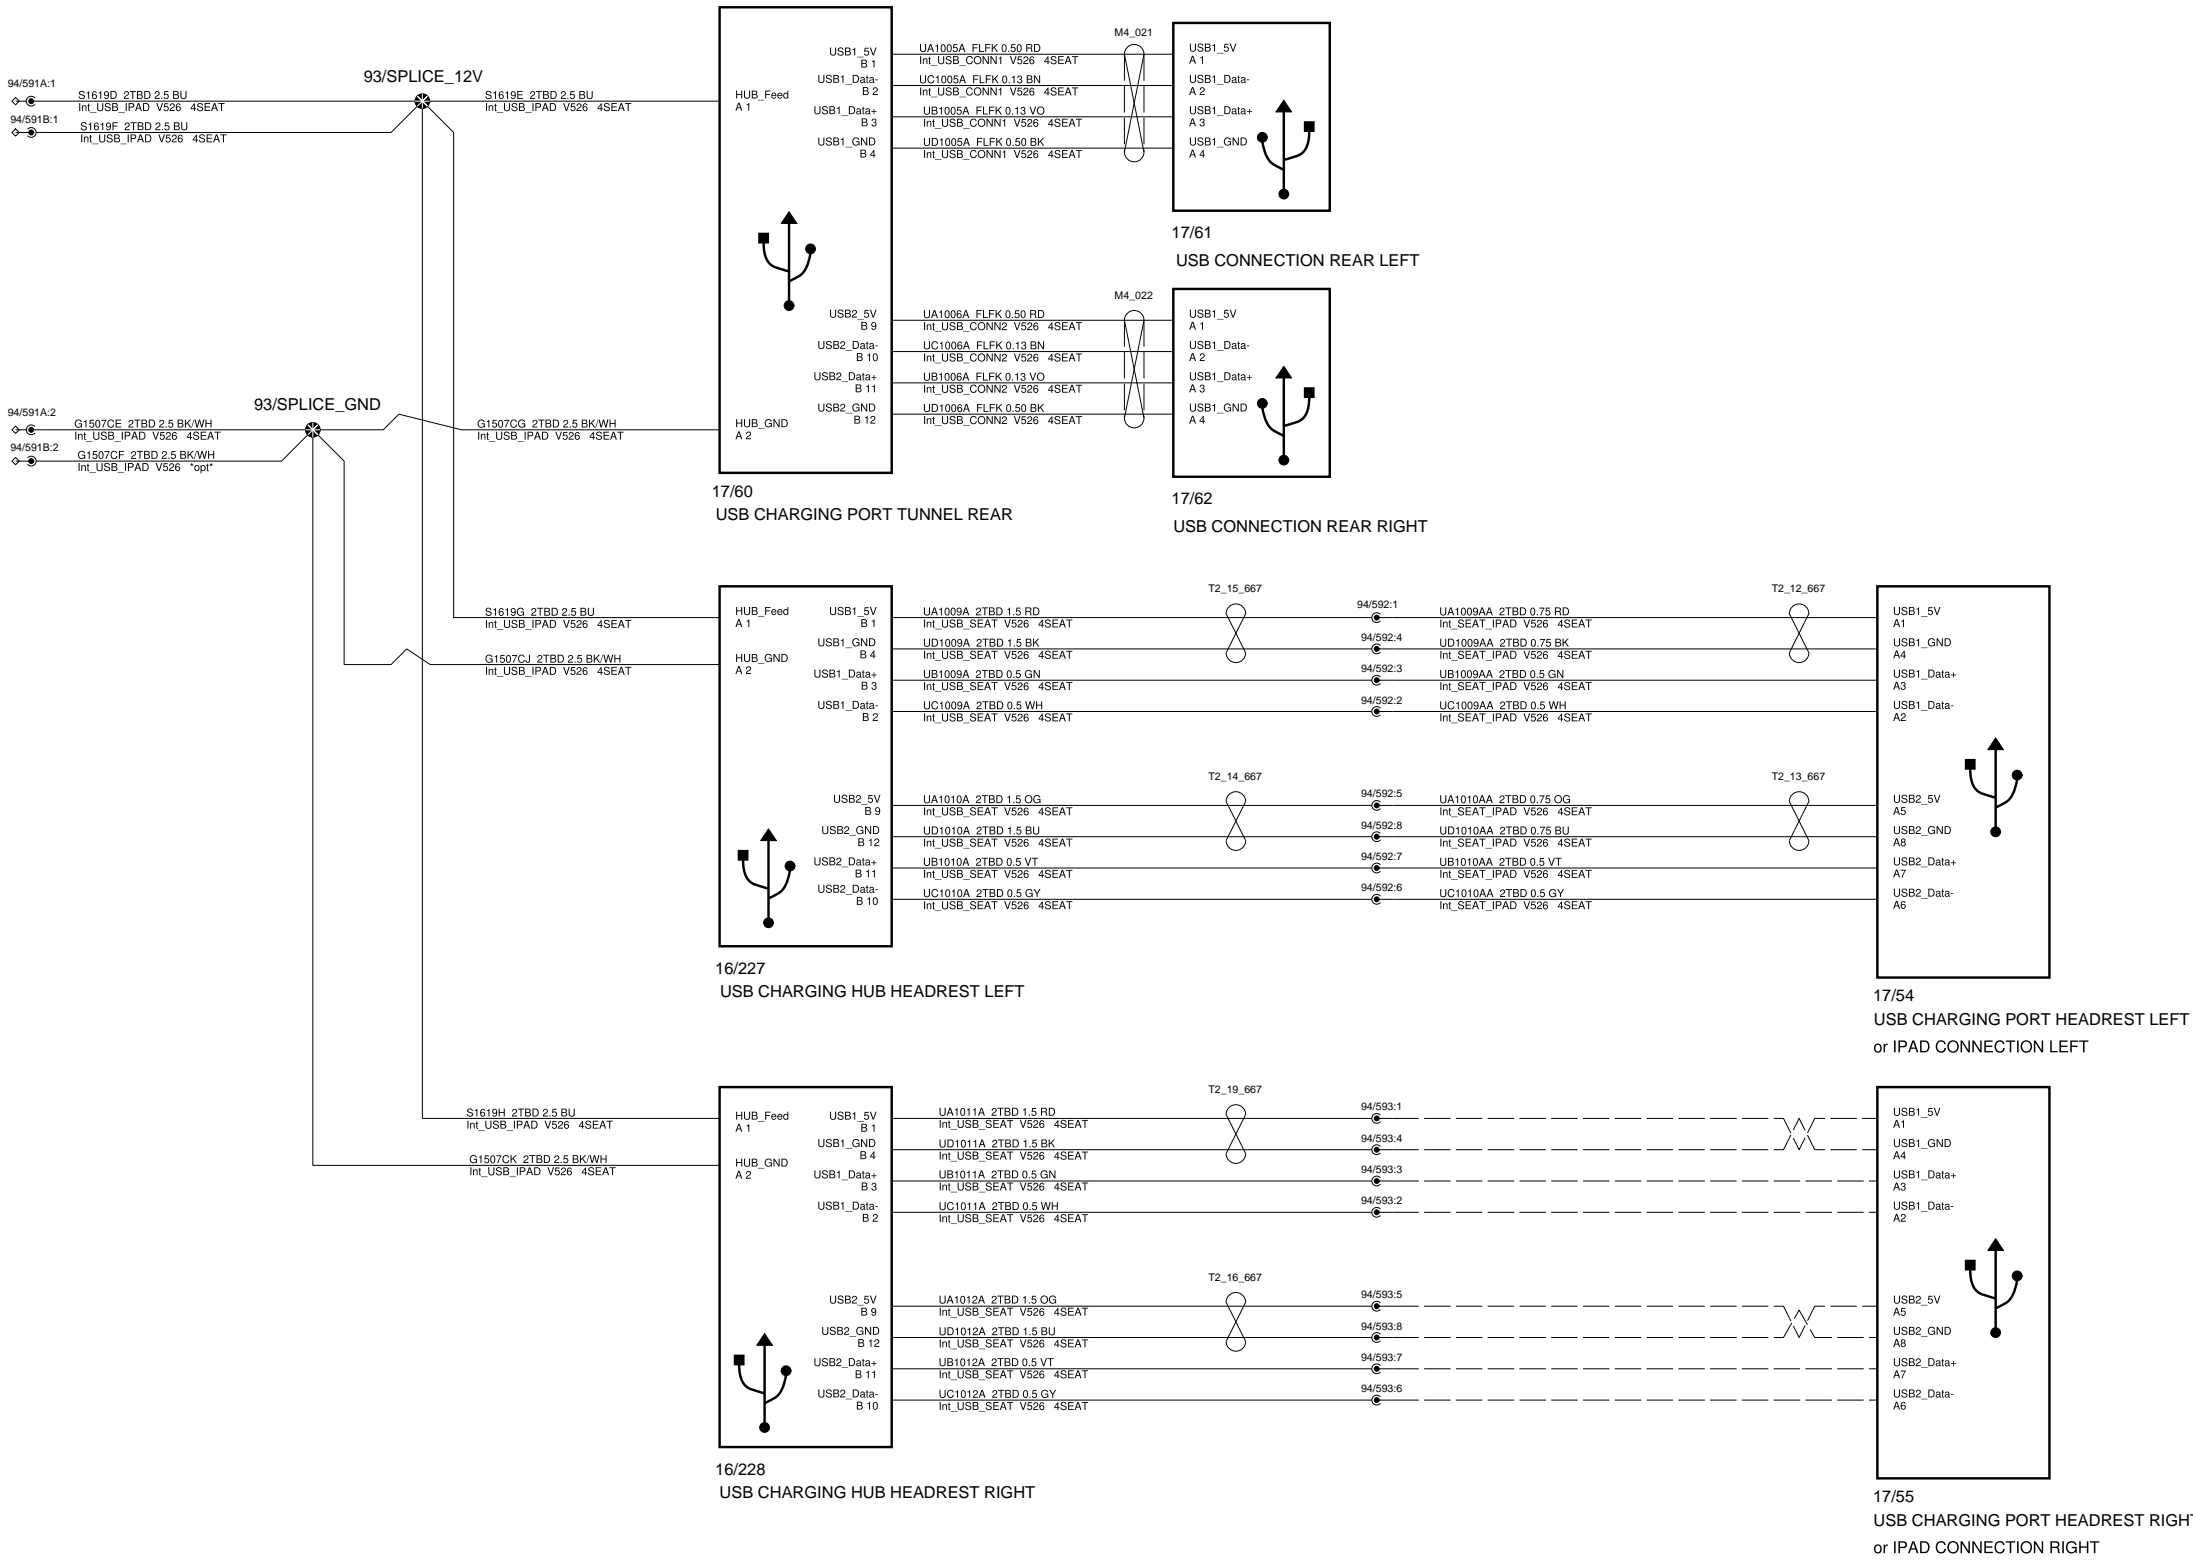 94/591A:1
S1619D 2TBD 2.5 BU
Int_USB_IPAD V526 4SEAT
94/591B:1
S1619F 2TBD 2.5 BU
Int_USB_IPAD V526 4SEAT
93/SPLICE_12V
S1619E 2TBD 2.5 BU
Int_USB_IPAD V526 4SEAT
94/591A:2
G1507CE 2TBD 2.5 BK/WH
Int_USB_IPAD V526 4SEAT
94/591B:2
G1507CF 2TBD 2.5 BK/WH
Int_USB_IPAD V526 *opt*
93/SPLICE_GND
G1507CG 2TBD 2.5 BK/WH
Int_USB_IPAD V526 4SEAT
HUB_Feed
A 1
HUB_GND
A 2
USB1_5V
B 1
USB1_Data-
B 2
USB1_Data+
B 3
USB1_GND
B 4
USB2_5V
B 9
USB2_Data-
B 10
USB2_Data+
B 11
USB2_GND
B 12
17/60
USB CHARGING PORT TUNNEL REAR
UA1005A FLFK 0.50 RD
Int_USB_CONN1 V526 4SEAT
UC1005A FLFK 0.13 BN
Int_USB_CONN1 V526 4SEAT
UB1005A FLFK 0.13 VO
Int_USB_CONN1 V526 4SEAT
UD1005A FLFK 0.50 BK
Int_USB_CONN1 V526 4SEAT
M4_021
USB1_5V
A 1
USB1_Data-
A 2
USB1_Data+
A 3
USB1_GND
A 4
17/61
USB CONNECTION REAR LEFT
UA1006A FLFK 0.50 RD
Int_USB_CONN2 V526 4SEAT
UC1006A FLFK 0.13 BN
Int_USB_CONN2 V526 4SEAT
UB1006A FLFK 0.13 VO
Int_USB_CONN2 V526 4SEAT
UD1006A FLFK 0.50 BK
Int_USB_CONN2 V526 4SEAT
M4_022
USB1_5V
A 1
USB1_Data-
A 2
USB1_Data+
A 3
USB1_GND
A 4
17/62
USB CONNECTION REAR RIGHT
S1619G 2TBD 2.5 BU
Int_USB_IPAD V526 4SEAT
G1507CJ 2TBD 2.5 BK/WH
Int_USB_IPAD V526 4SEAT
HUB_Feed
A 1
HUB_GND
A 2
USB1_5V
B 1
USB1_GND
B 4
USB1_Data+
B 3
USB1_Data-
B 2
USB2_5V
B 9
USB2_GND
B 12
USB2_Data+
B 11
USB2_Data-
B 10
16/227
USB CHARGING HUB HEADREST LEFT
UA1009A 2TBD 1.5 RD
Int_USB_SEAT V526 4SEAT
UD1009A 2TBD 1.5 BK
Int_USB_SEAT V526 4SEAT
UB1009A 2TBD 0.5 GN
Int_USB_SEAT V526 4SEAT
UC1009A 2TBD 0.5 WH
Int_USB_SEAT V526 4SEAT
T2_15_667
94/592:1
94/592:4
94/592:3
94/592:2
UA1009AA 2TBD 0.75 RD
Int_SEAT_IPAD V526 4SEAT
UD1009AA 2TBD 0.75 BK
Int_SEAT_IPAD V526 4SEAT
UB1009AA 2TBD 0.5 GN
Int_SEAT_IPAD V526 4SEAT
UC1009AA 2TBD 0.5 WH
Int_SEAT_IPAD V526 4SEAT
T2_12_667
UA1010A 2TBD 1.5 OG
Int_USB_SEAT V526 4SEAT
UD1010A 2TBD 1.5 BU
Int_USB_SEAT V526 4SEAT
UB1010A 2TBD 0.5 VT
Int_USB_SEAT V526 4SEAT
UC1010A 2TBD 0.5 GY
Int_USB_SEAT V526 4SEAT
T2_14_667
94/592:5
94/592:8
94/592:7
94/592:6
UA1010AA 2TBD 0.75 OG
Int_SEAT_IPAD V526 4SEAT
UD1010AA 2TBD 0.75 BU
Int_SEAT_IPAD V526 4SEAT
UB1010AA 2TBD 0.5 VT
Int_SEAT_IPAD V526 4SEAT
UC1010AA 2TBD 0.5 GY
Int_SEAT_IPAD V526 4SEAT
T2_13_667
USB1_5V
A1
USB1_GND
A4
USB1_Data+
A3
USB1_Data-
A2
USB2_5V
A5
USB2_GND
A8
USB2_Data+
A7
USB2_Data-
A6
17/54
USB CHARGING PORT HEADREST LEFT
or IPAD CONNECTION LEFT
S1619H 2TBD 2.5 BU
Int_USB_IPAD V526 4SEAT
G1507CK 2TBD 2.5 BK/WH
Int_USB_IPAD V526 4SEAT
HUB_Feed
A 1
HUB_GND
A 2
USB1_5V
B 1
USB1_GND
B 4
USB1_Data+
B 3
USB1_Data-
B 2
USB2_5V
B 9
USB2_GND
B 12
USB2_Data+
B 11
USB2_Data-
B 10
16/228
USB CHARGING HUB HEADREST RIGHT
UA1011A 2TBD 1.5 RD
Int_USB_SEAT V526 4SEAT
UD1011A 2TBD 1.5 BK
Int_USB_SEAT V526 4SEAT
UB1011A 2TBD 0.5 GN
Int_USB_SEAT V526 4SEAT
UC1011A 2TBD 0.5 WH
Int_USB_SEAT V526 4SEAT
T2_19_667
94/593:1
94/593:4
94/593:3
94/593:2
UA1012A 2TBD 1.5 OG
Int_USB_SEAT V526 4SEAT
UD1012A 2TBD 1.5 BU
Int_USB_SEAT V526 4SEAT
UB1012A 2TBD 0.5 VT
Int_USB_SEAT V526 4SEAT
UC1012A 2TBD 0.5 GY
Int_USB_SEAT V526 4SEAT
T2_16_667
94/593:5
94/593:8
94/593:7
94/593:6
USB1_5V
A1
USB1_GND
A4
USB1_Data+
A3
USB1_Data-
A2
USB2_5V
A5
USB2_GND
A8
USB2_Data+
A7
USB2_Data-
A6
17/55
USB CHARGING PORT HEADREST RIGHT
or IPAD CONNECTION RIGHT